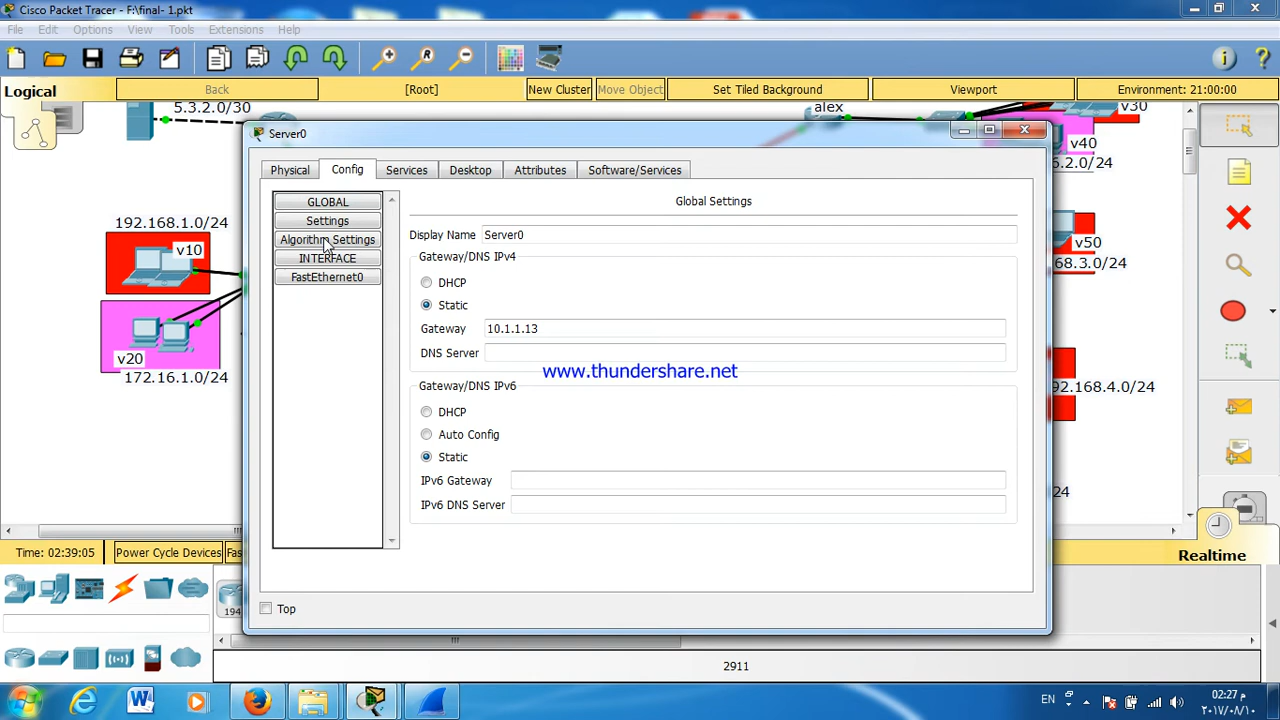 Cisco Packet Tracer - F:\final- 1.pkt
File Edit Options View Tools Extensions Help
Logical Back [Root] New Cluster Move Object Set Tiled Background Viewport Environment: 21:00:00
5.3.2.0/30
alex
v30
Server0
v40
Physical Config Services Desktop Attributes Software/Services
6.2.0/24
GLOBAL
Global Settings
Settings
192.168.1.0/24
Display Name Server0
Algorithm Settings
v10
v50
Gateway/DNS IPv4
INTERFACE
.3.0/24
FastEthernet0
DHCP
Static
Gateway 10.1.1.13
DNS Server
v20
www.thundershare.net
172.16.1.0/24
Gateway/DNS IPv6
92.168.4.0/24
DHCP
Auto Config
Static
IPv6 Gateway
24
IPv6 DNS Server
Time: 02:39:05 Power Cycle Devices Fas
Realtime
194
Top
2911
EN
02:27 م
٢٠١٧/٠٨/١٠